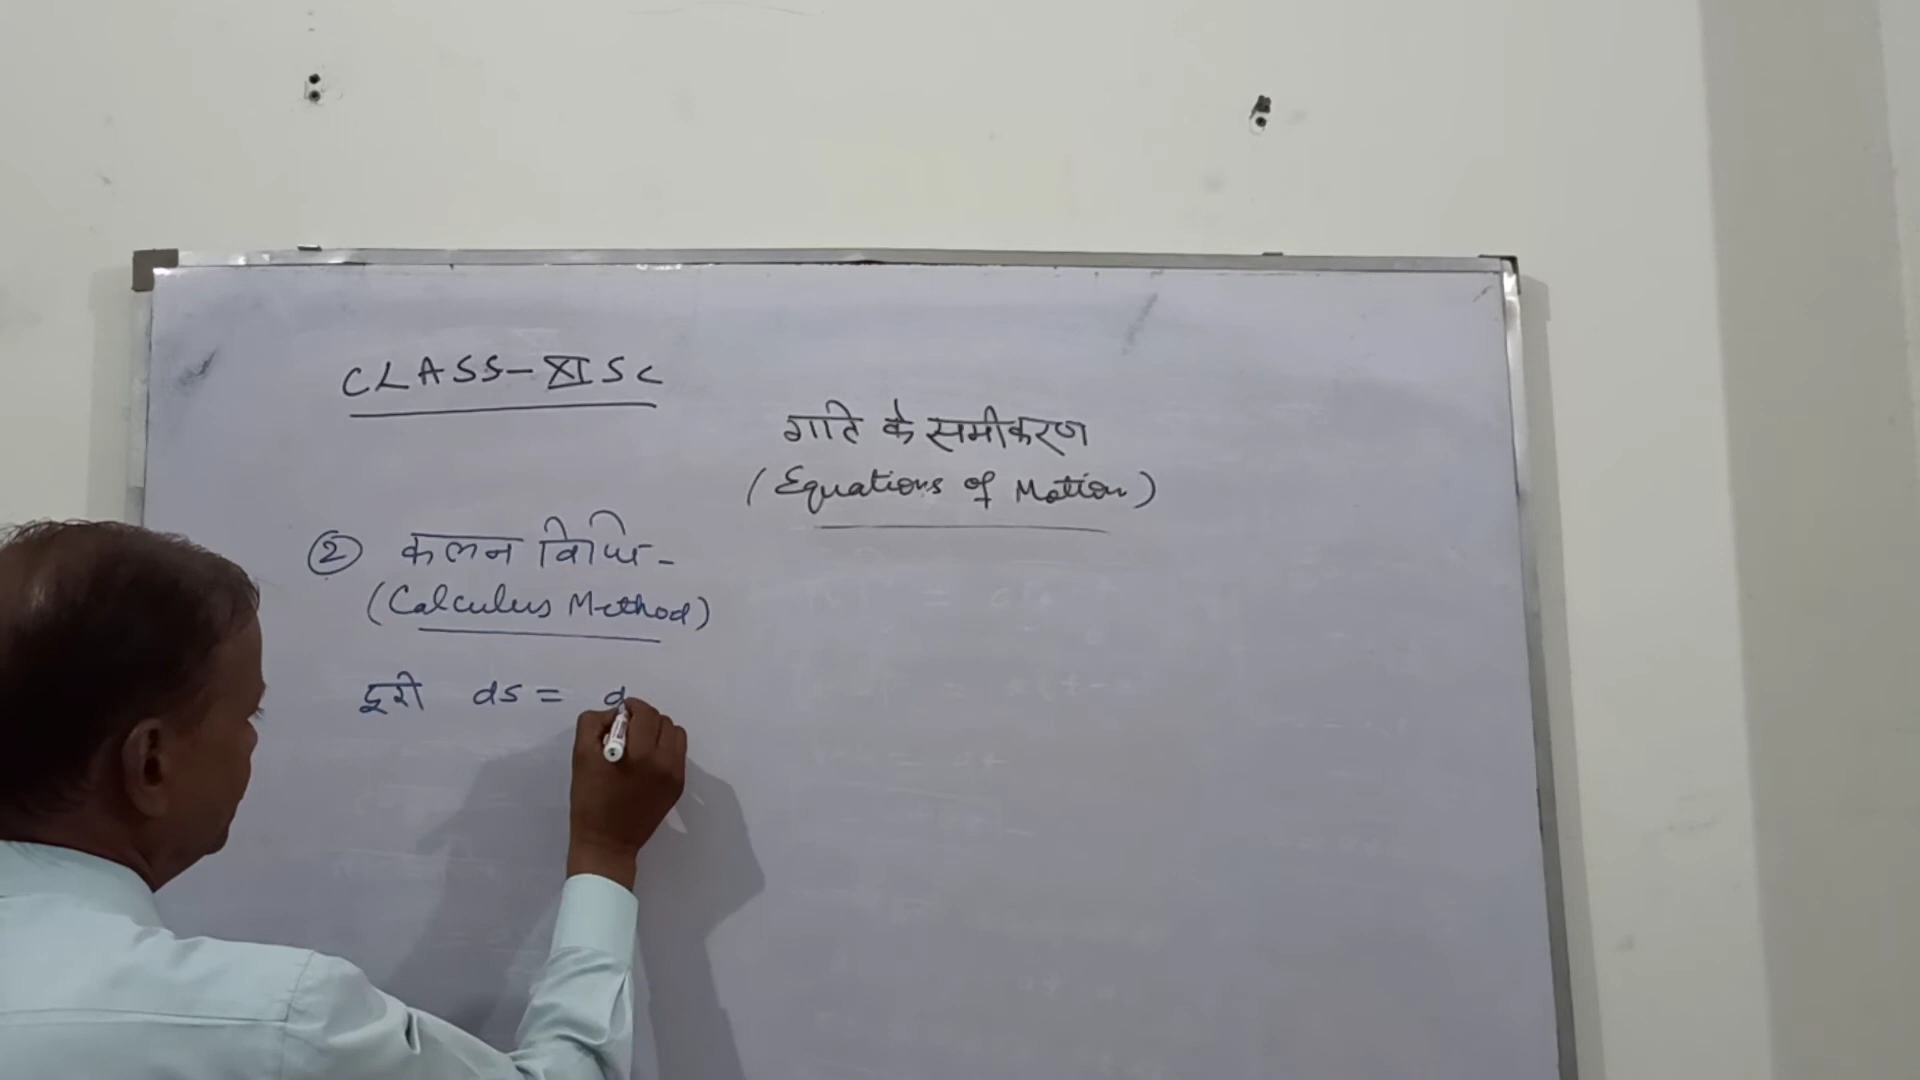 CLASS-XI SC
गति के समीकरण
(Equations of Motion)
② कलन विधि-
(Calculus Method)
दूरी ds = d